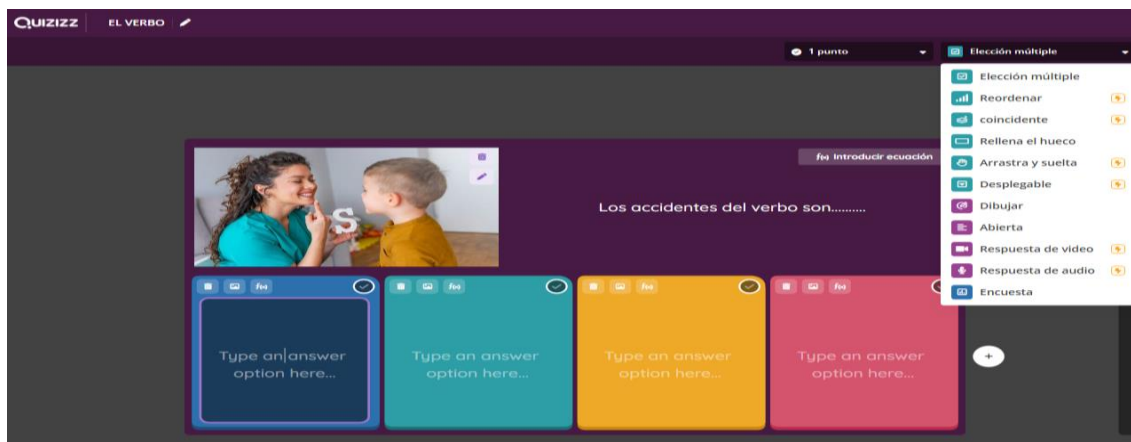 QUIZIZZ EL VERBO
1 punto Elección múltiple
Elección múltiple
Reordenar
coincidente
Rellena el hueco
Arrastra y suelta
Desplegable
Dibujar
Abierta
Respuesta de video
Respuesta de audio
Encuesta
f(x) Introducir ecuación
S
Los accidentes del verbo son..........
f(x) f(x) f(x) f(x)
Type an answer
option here...
Type an answer
option here...
Type an answer
option here...
Type an answer
option here...
+